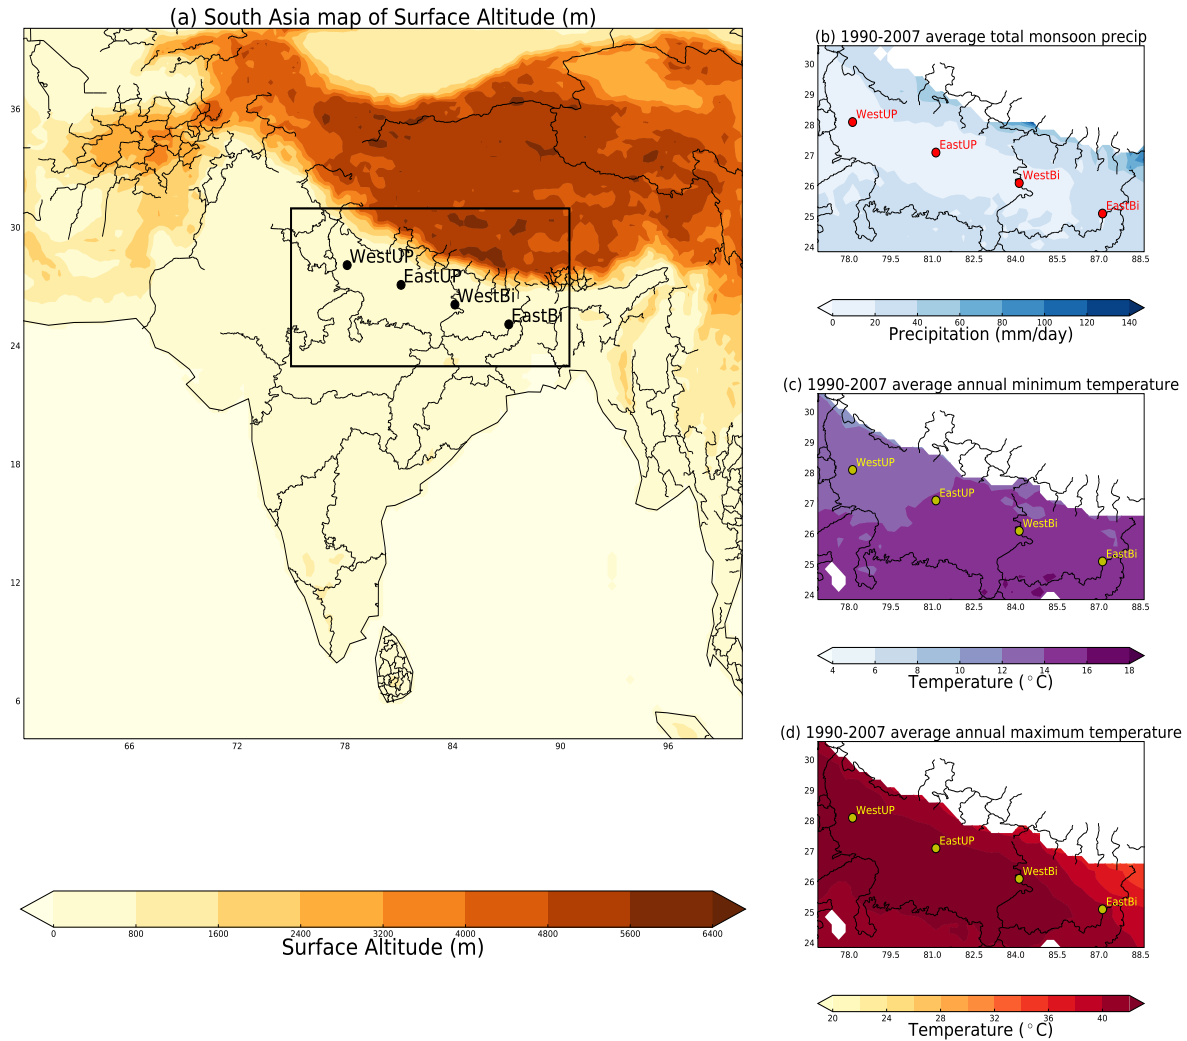 (a) South Asia map of Surface Altitude (m)
36
30
24
18
12
6
66 72 78 84 90 96
WestUP
EastUP
WestBi
EastBi
0 800 1600 2400 3200 4000 4800 5600 6400
Surface Altitude (m)
(b) 1990-2007 average total monsoon precip
30
29
28
27
26
25
24
WestUP
EastUP
WestBi
EastBi
78.0 79.5 81.0 82.5 84.0 85.5 87.0 88.5
0 20 40 60 80 100 120 140
Precipitation (mm/day)
(c) 1990-2007 average annual minimum temperature
30
29
28
27
26
25
24
WestUP
EastUP
WestBi
EastBi
78.0 79.5 81.0 82.5 84.0 85.5 87.0 88.5
4 6 8 10 12 14 16 18
Temperature (°C)
(d) 1990-2007 average annual maximum temperature
30
29
28
27
26
25
24
WestUP
EastUP
WestBi
EastBi
78.0 79.5 81.0 82.5 84.0 85.5 87.0 88.5
20 24 28 32 36 40
Temperature (°C)